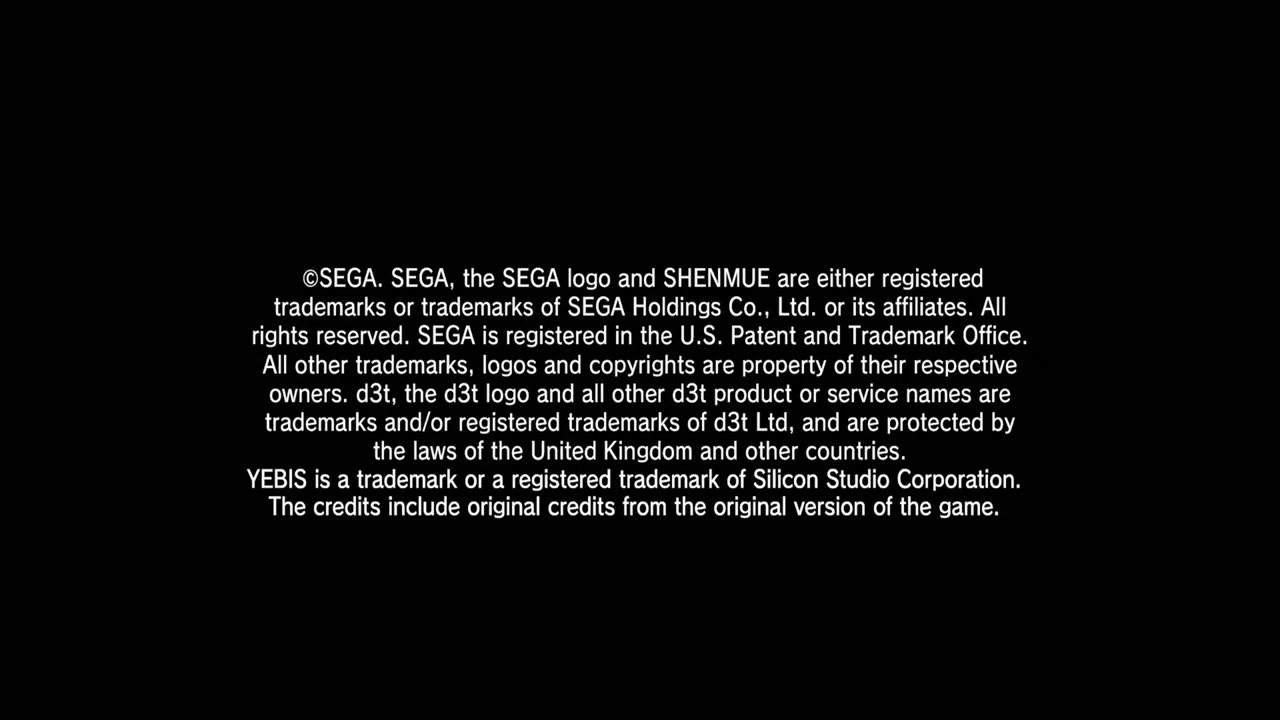 ©SEGA. SEGA, the SEGA logo and SHENMUE are either registered
trademarks or trademarks of SEGA Holdings Co., Ltd. or its affiliates. All
rights reserved. SEGA is registered in the U.S. Patent and Trademark Office.
All other trademarks, logos and copyrights are property of their respective
owners. d3t, the d3t logo and all other d3t product or service names are
trademarks and/or registered trademarks of d3t Ltd, and are protected by
the laws of the United Kingdom and other countries.
YEBIS is a trademark or a registered trademark of Silicon Studio Corporation.
The credits include original credits from the original version of the game.